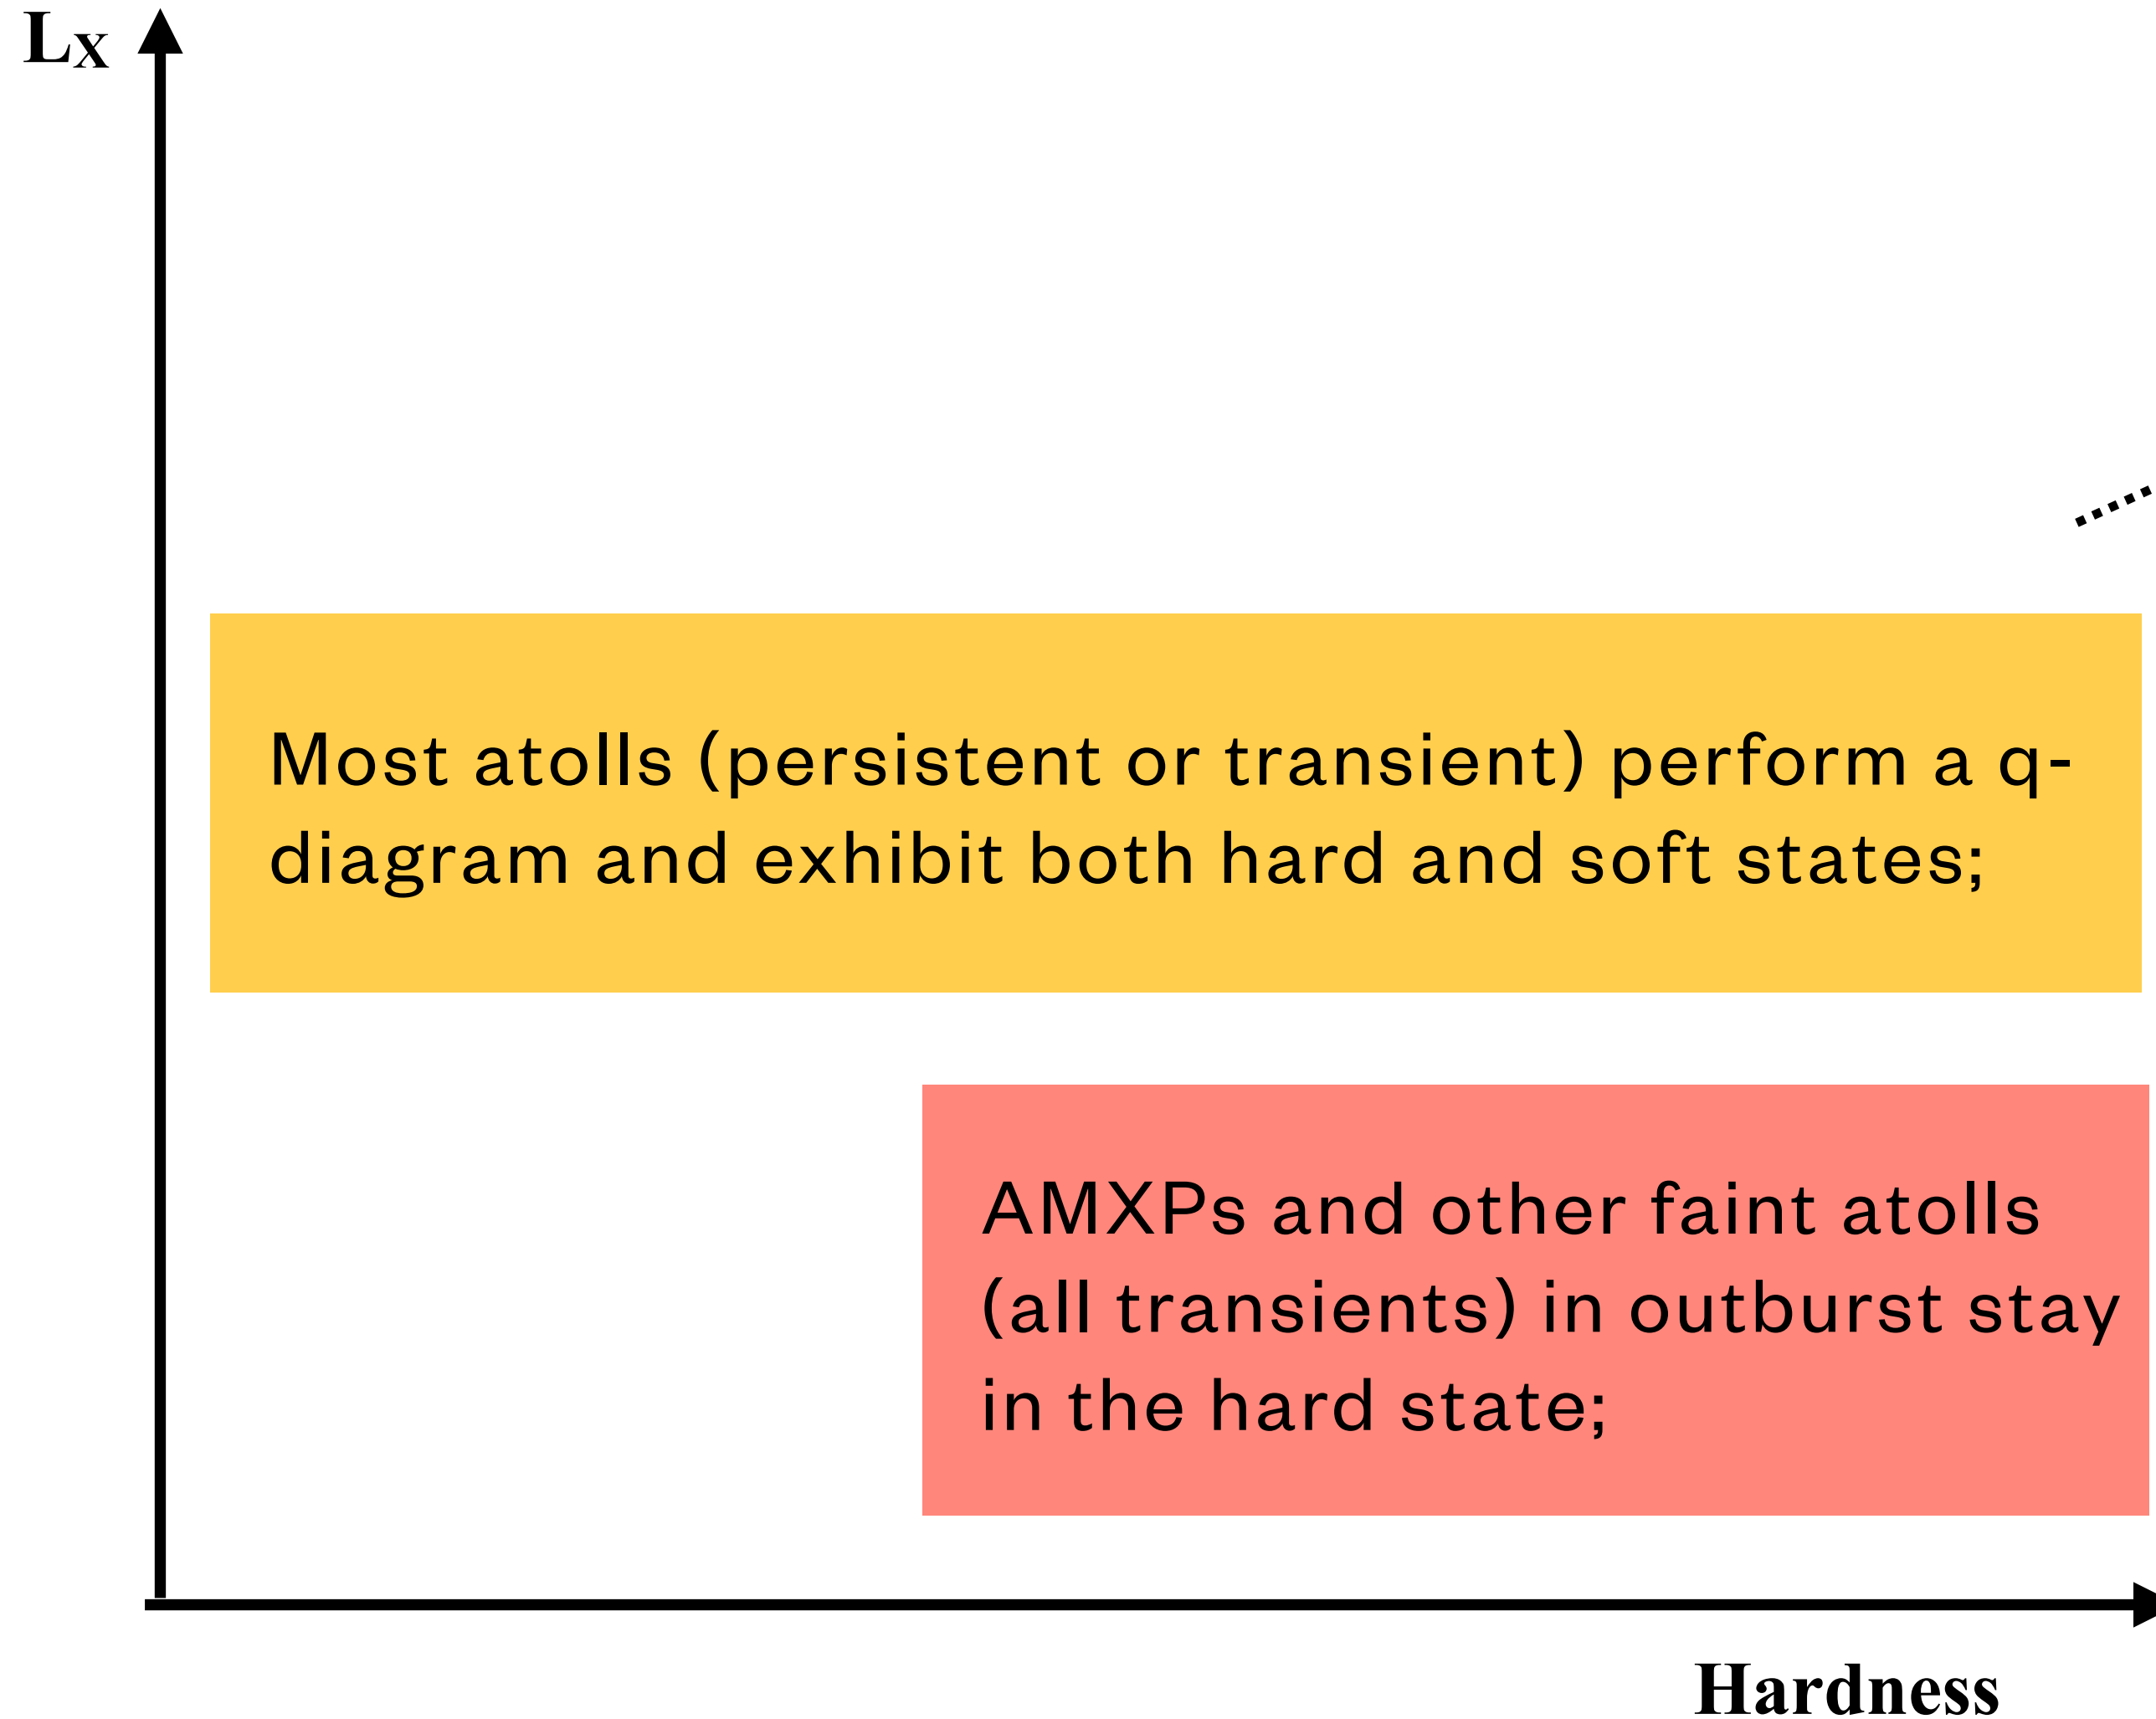 Lx
Most atolls (persistent or transient) perform a q-
diagram and exhibit both hard and soft states;
AMXPs and other faint atolls
(all transients) in outburst stay
in the hard state;
Hardness